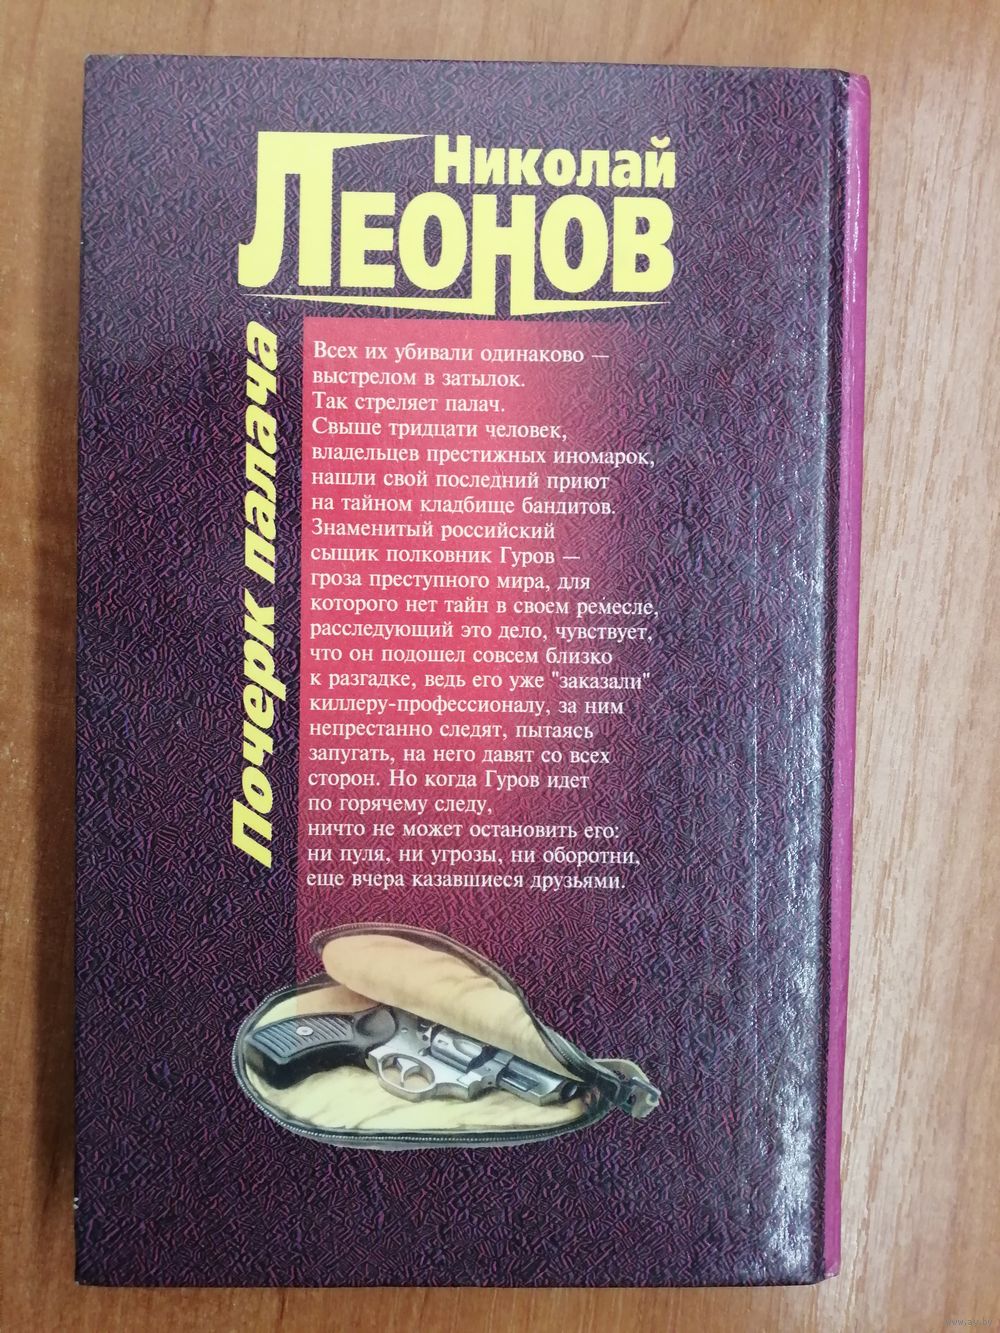 Николай
Леонов
Почерк палача
Всех их убивали одинаково —
выстрелом в затылок.
Так стреляет палач.
Свыше тридцати человек,
владельцев престижных иномарок,
нашли свой последний приют
на тайном кладбище бандитов.
Знаменитый российский
сыщик полковник Гуров —
гроза преступного мира, для
которого нет тайн в своем ремесле,
расследующий это дело, чувствует,
что он подошел совсем близко
к разгадке, ведь его уже "заказали"
киллеру-профессионалу, за ним
непрестанно следят, пытаясь
запугать, на него давят со всех
сторон. Но когда Гуров идет
по горячему следу,
ничто не может остановить его:
ни пуля, ни угрозы, ни оборотни,
еще вчера казавшиеся друзьями.
www.ay.by